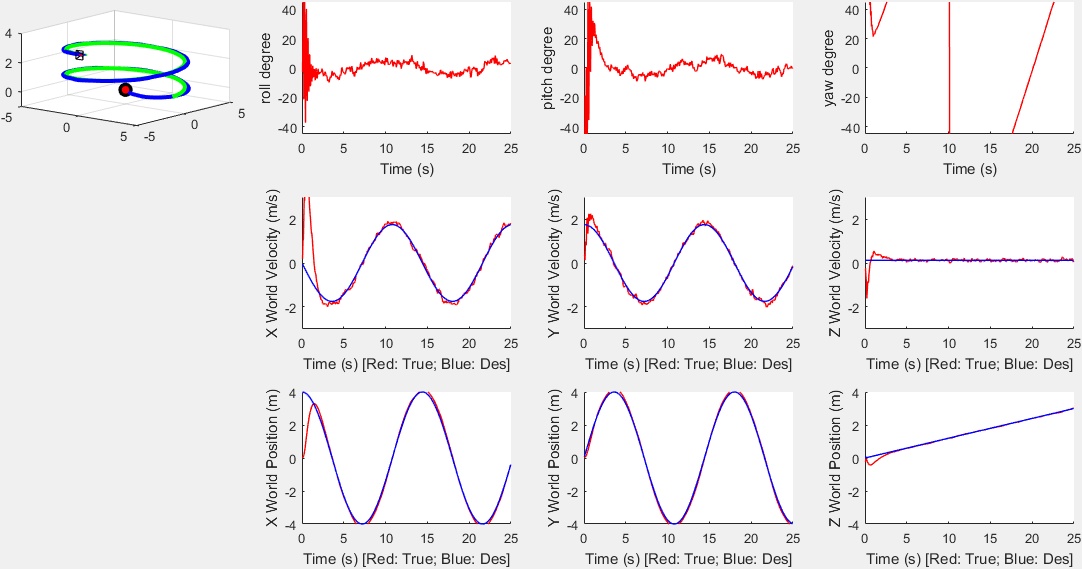 4
2
0
-5
0
5
-5
0
5
roll degree
40
20
0
-20
-40
0 5 10 15 20 25
Time (s)
pitch degree
40
20
0
-20
-40
0 5 10 15 20 25
Time (s)
yaw degree
40
20
0
-20
-40
0 5 10 15 20 25
Time (s)
X World Velocity (m/s)
2
0
-2
0 5 10 15 20 25
Time (s) [Red: True; Blue: Des]
Y World Velocity (m/s)
2
0
-2
0 5 10 15 20 25
Time (s) [Red: True; Blue: Des]
Z World Velocity (m/s)
2
0
-2
0 5 10 15 20 25
Time (s) [Red: True; Blue: Des]
X World Position (m)
4
2
0
-2
-4
0 5 10 15 20 25
Time (s) [Red: True; Blue: Des]
Y World Position (m)
4
2
0
-2
-4
0 5 10 15 20 25
Time (s) [Red: True; Blue: Des]
Z World Position (m)
4
2
0
-2
-4
0 5 10 15 20 25
Time (s) [Red: True; Blue: Des]